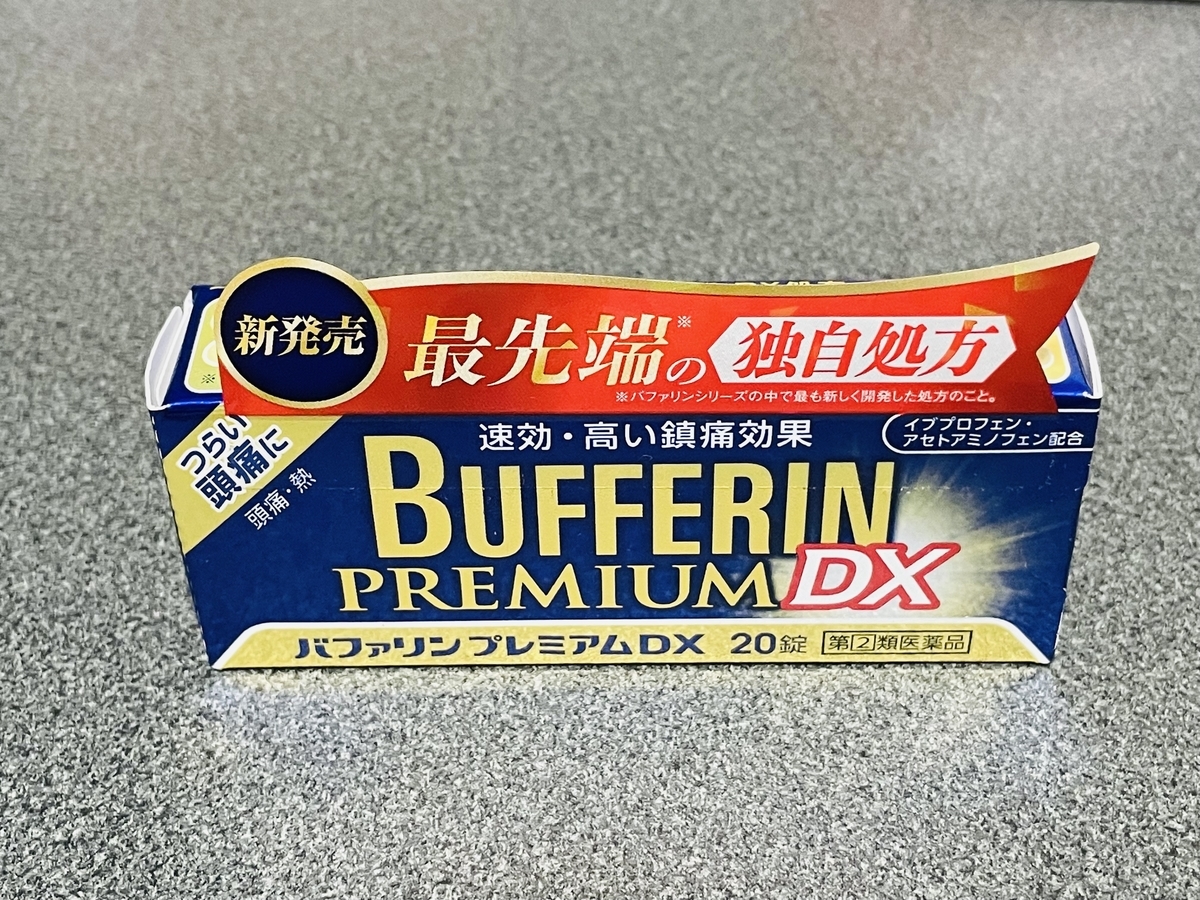 新発売
最先端※の独自処方
※バファリンシリーズの中で最も新しく開発した処方のこと。
つらい
頭痛に
頭痛・熱
速効・高い鎮痛効果
イブプロフェン・
アセトアミノフェン配合
BUFFERIN
PREMIUM DX
バファリンプレミアムDX 20錠 第②類医薬品